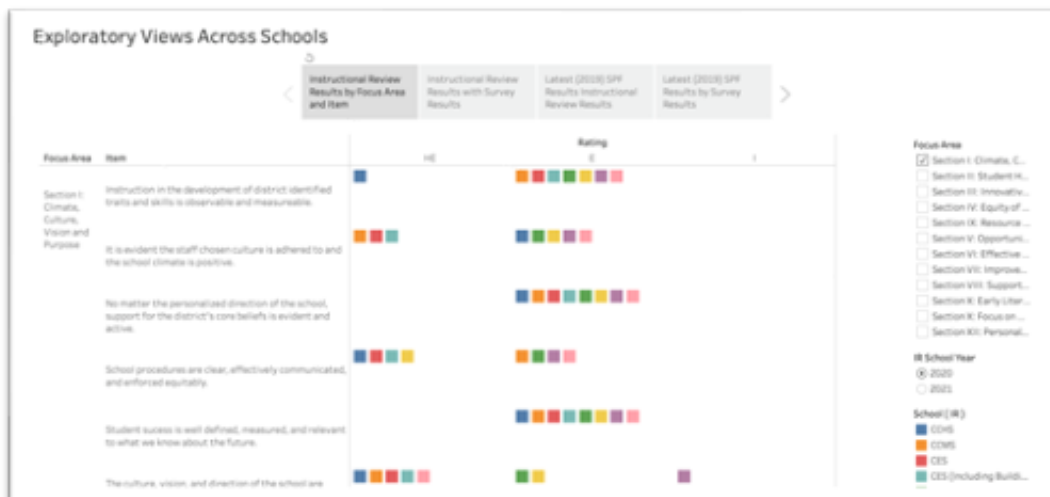 Exploratory Views Across Schools
Instructional Review
Results by Focus Area
and Item
Instructional Review
Results with Survey
Results
Latest (2019) SPF
Results Instructional
Review Results
Latest (2019) SPF
Results by Survey
Results
Rating
Focus Area
Item
HE
E
I
Section I:
Climate,
Culture,
Vision and
Purpose
Instruction in the development of district identified
traits and skills is observable and measureable.
It is evident the staff chosen culture is adhered to and
the school climate is positive.
No matter the personalized direction of the school,
support for the district's core beliefs is evident and
active.
School procedures are clear, effectively communicated,
and enforced equitably.
Student sucess is well defined, measured, and relevant
to what we know about the future.
The culture, vision, and direction of the school are
Focus Area
Section I: Climate, C...
Section II: Student H...
Section III: Innovativ...
Section IV: Equity of ...
Section IX: Resource ...
Section V: Opportuni...
Section VI: Effective ...
Section VII: Improve...
Section VIII: Support...
Section X: Early Liter...
Section XI: Focus on ...
Section XII: Personal...
IR School Year
2020
2021
School (IR)
CCHS
CCMS
CES
CES (Including Buildi...